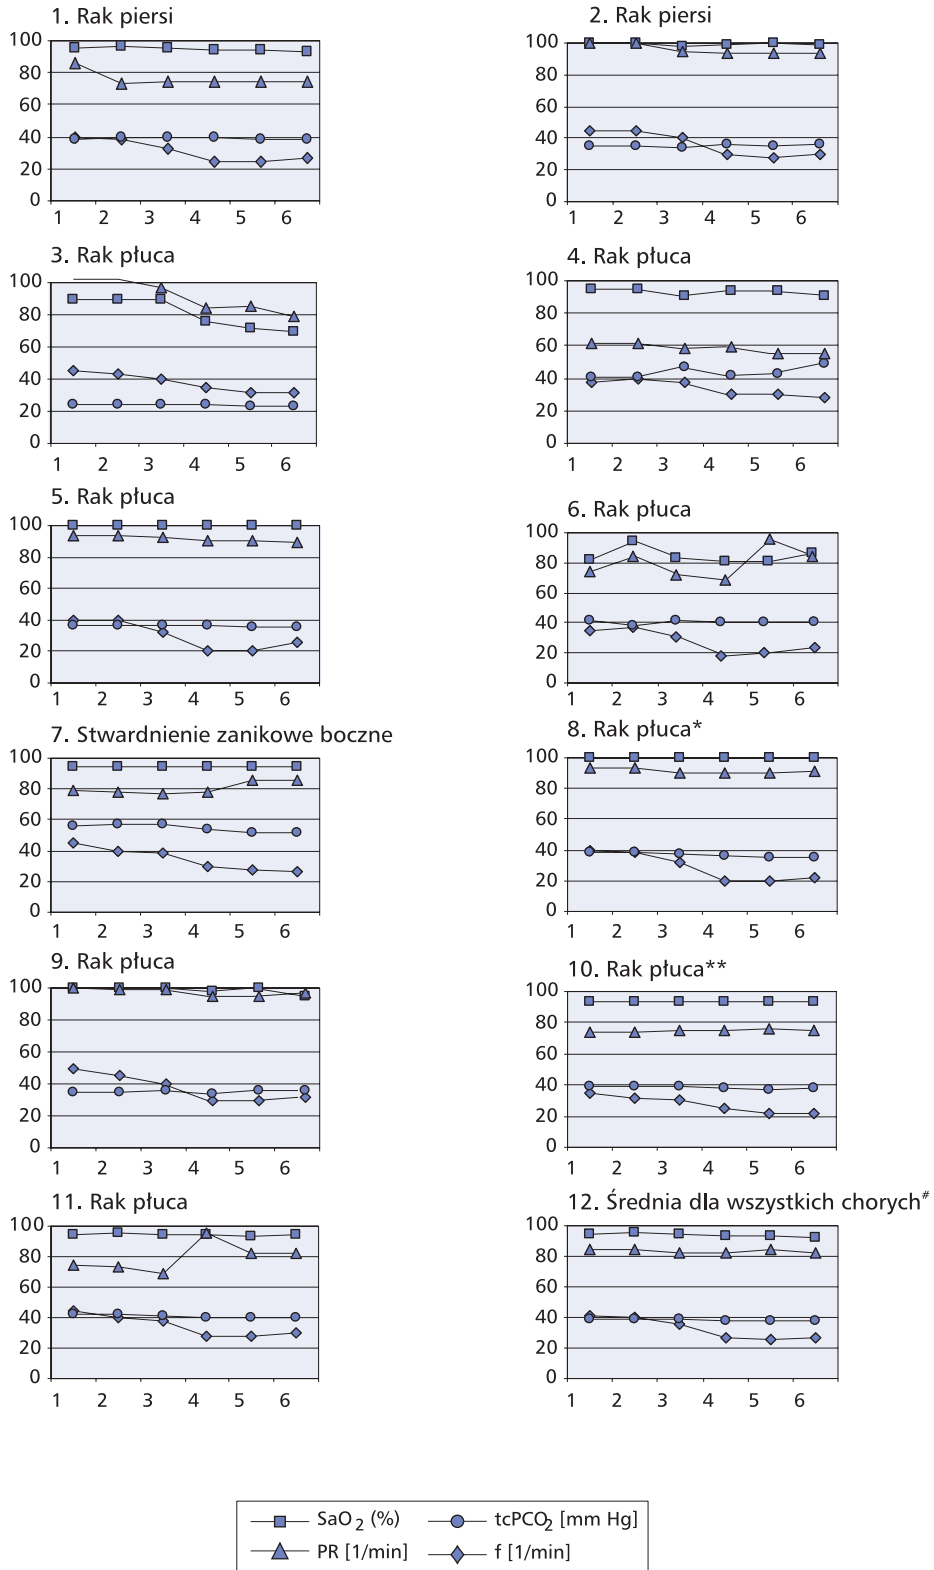 1. Rak piersi
100
80
60
40
20
0
1 2 3 4 5 6
2. Rak piersi
100
80
60
40
20
0
1 2 3 4 5 6
3. Rak płuca
100
80
60
40
20
0
1 2 3 4 5 6
4. Rak płuca
100
80
60
40
20
0
1 2 3 4 5 6
5. Rak płuca
100
80
60
40
20
0
1 2 3 4 5 6
6. Rak płuca
100
80
60
40
20
0
1 2 3 4 5 6
7. Stwardnienie zanikowe boczne
100
80
60
40
20
0
1 2 3 4 5 6
8. Rak płuca*
100
80
60
40
20
0
1 2 3 4 5 6
9. Rak płuca
100
80
60
40
20
0
1 2 3 4 5 6
10. Rak płuca**
100
80
60
40
20
0
1 2 3 4 5 6
11. Rak płuca
100
80
60
40
20
0
1 2 3 4 5 6
12. Średnia dla wszystkich chorych#
100
80
60
40
20
0
1 2 3 4 5 6
SaO2 (%) tcPCO2 [mm Hg]
PR [1/min] f [1/min]